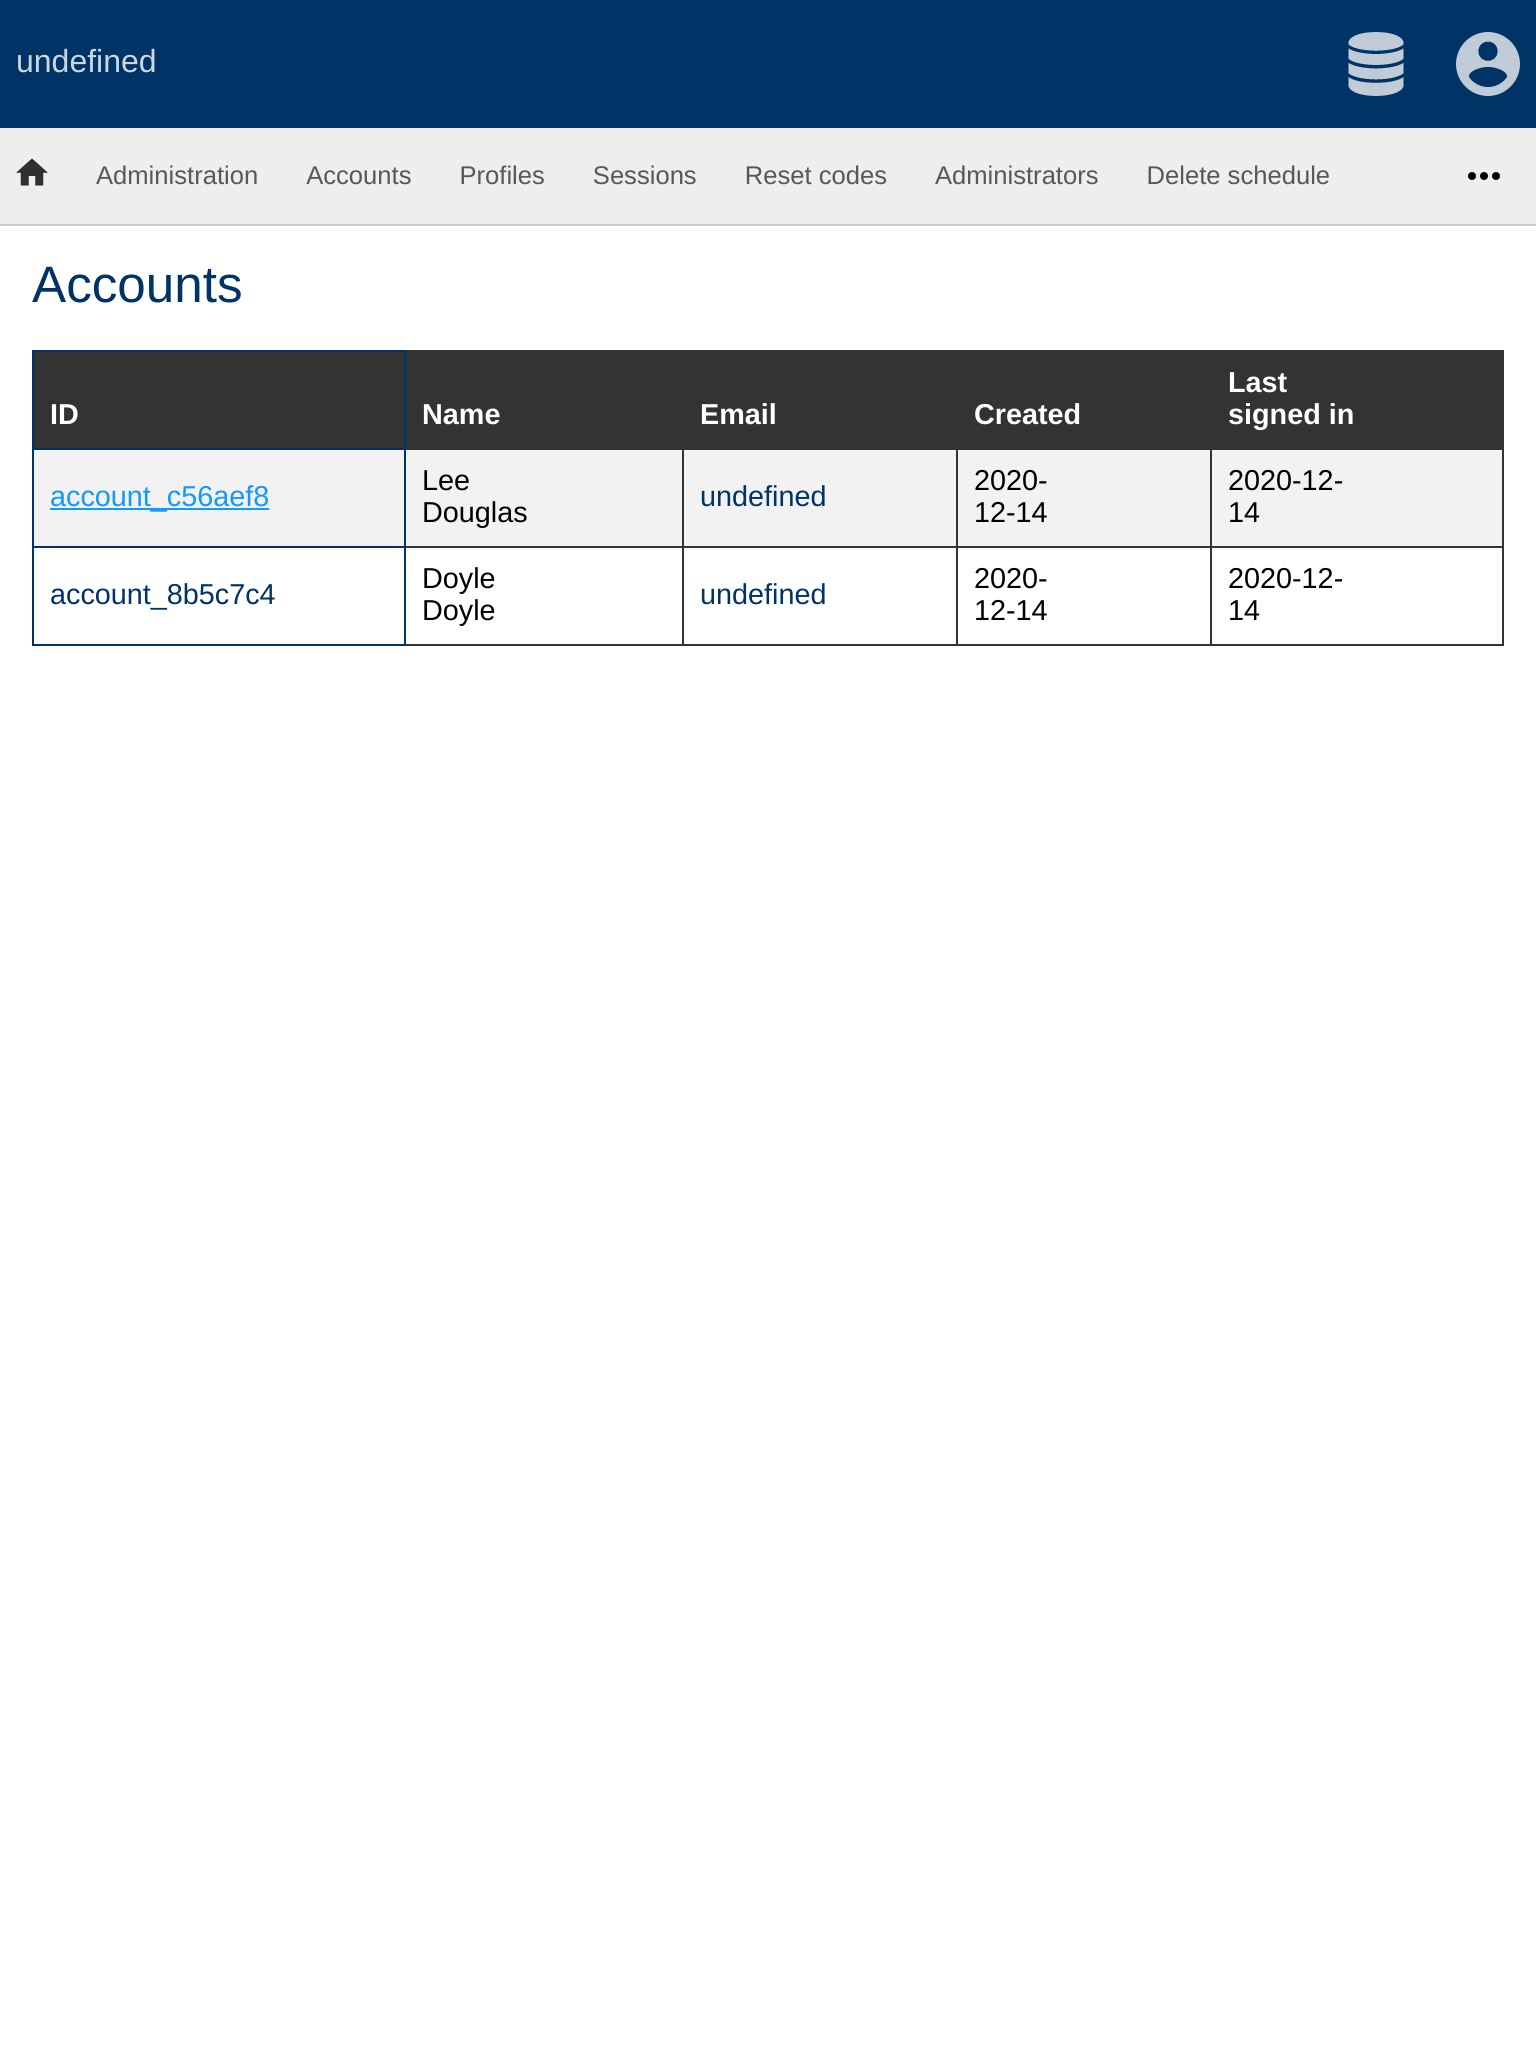 undefined
Administration Accounts Profiles Sessions Reset codes Administrators Delete schedule
Accounts
ID Name Email Created Last signed in
account_c56aef8 Lee Douglas undefined 2020-12-14 2020-12-14
account_8b5c7c4 Doyle Doyle undefined 2020-12-14 2020-12-14